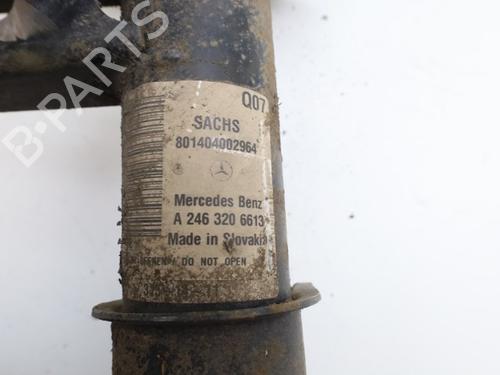 Q07
SACHS
801404002964
Mercedes Benz
A 246 320 6613
Made in Slovakia
DO NOT OPEN
B-PARTS